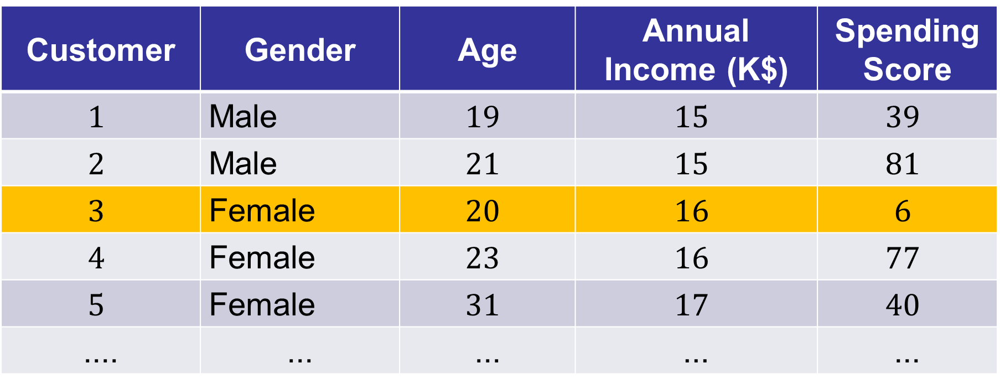 Customer Gender Age Annual Income (K$) Spending Score
1 Male 19 15 39
2 Male 21 15 81
3 Female 20 16 6
4 Female 23 16 77
5 Female 31 17 40
.... ... ... ... ...